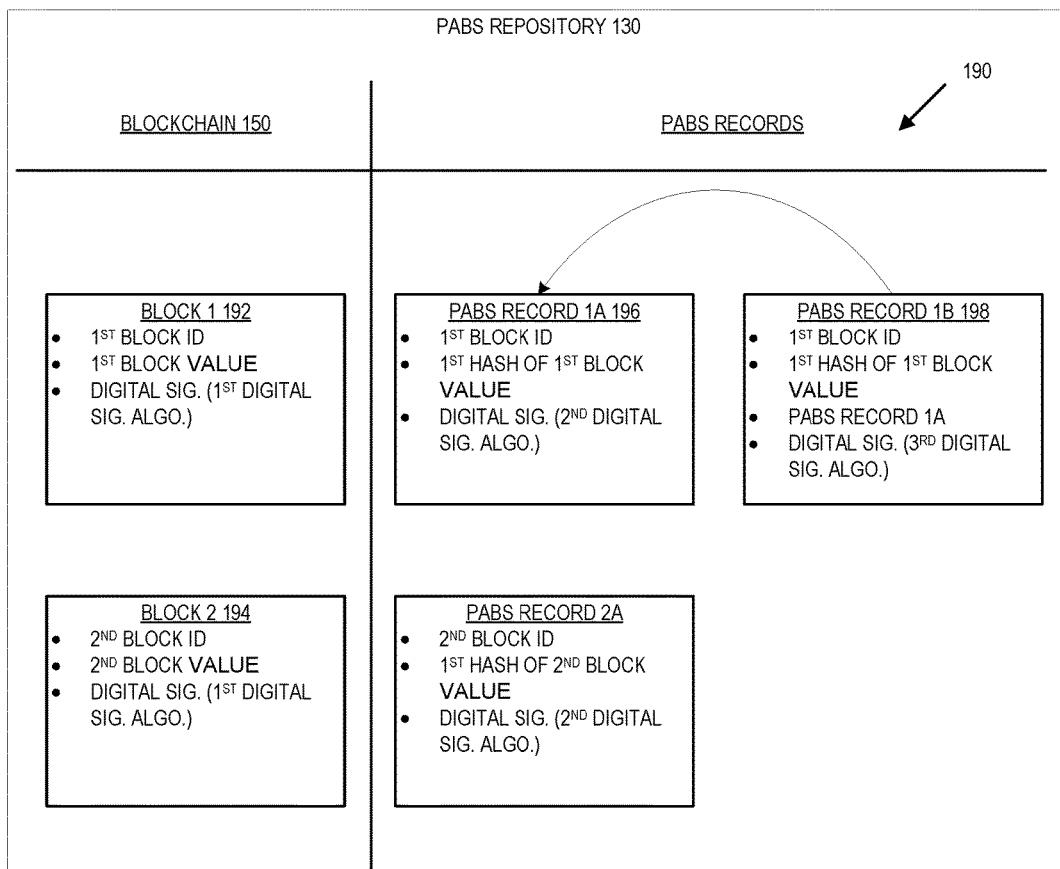 PABS REPOSITORY 130
190
BLOCKCHAIN 150
PABS RECORDS
BLOCK 1 192
• 1ST BLOCK ID
• 1ST BLOCK VALUE
• DIGITAL SIG. (1ST DIGITAL
SIG. ALGO.)
PABS RECORD 1A 196
• 1ST BLOCK ID
• 1ST HASH OF 1ST BLOCK
VALUE
• DIGITAL SIG. (2ND DIGITAL
SIG. ALGO.)
PABS RECORD 1B 198
• 1ST BLOCK ID
• 1ST HASH OF 1ST BLOCK
VALUE
• PABS RECORD 1A
• DIGITAL SIG. (3RD DIGITAL
SIG. ALGO.)
BLOCK 2 194
• 2ND BLOCK ID
• 2ND BLOCK VALUE
• DIGITAL SIG. (1ST DIGITAL
SIG. ALGO.)
PABS RECORD 2A
• 2ND BLOCK ID
• 1ST HASH OF 2ND BLOCK
VALUE
• DIGITAL SIG. (2ND DIGITAL
SIG. ALGO.)